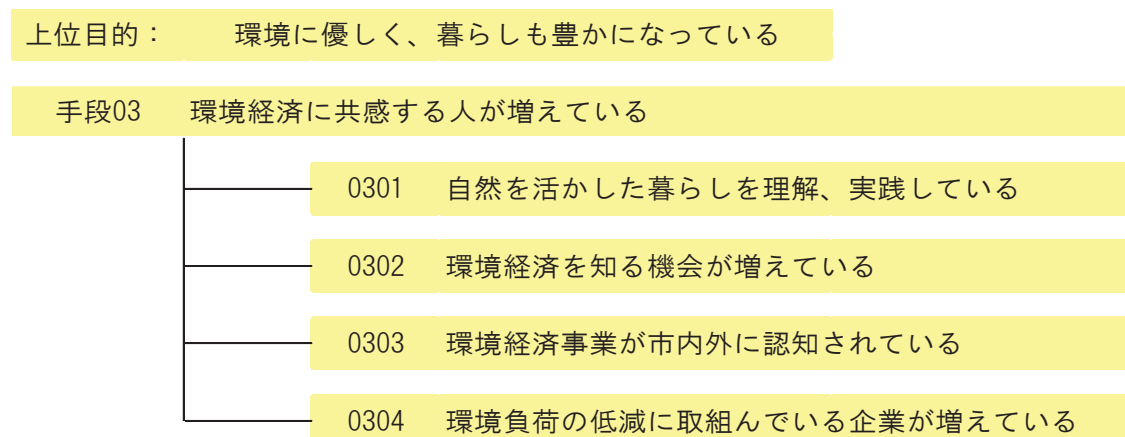 上位目的： 環境に優しく、暮らしも豊かになっている
手段03 環境経済に共感する人が増えている
0301 自然を活かした暮らしを理解、実践している
0302 環境経済を知る機会が増えている
0303 環境経済事業が市内外に認知されている
0304 環境負荷の低減に取組んでいる企業が増えている